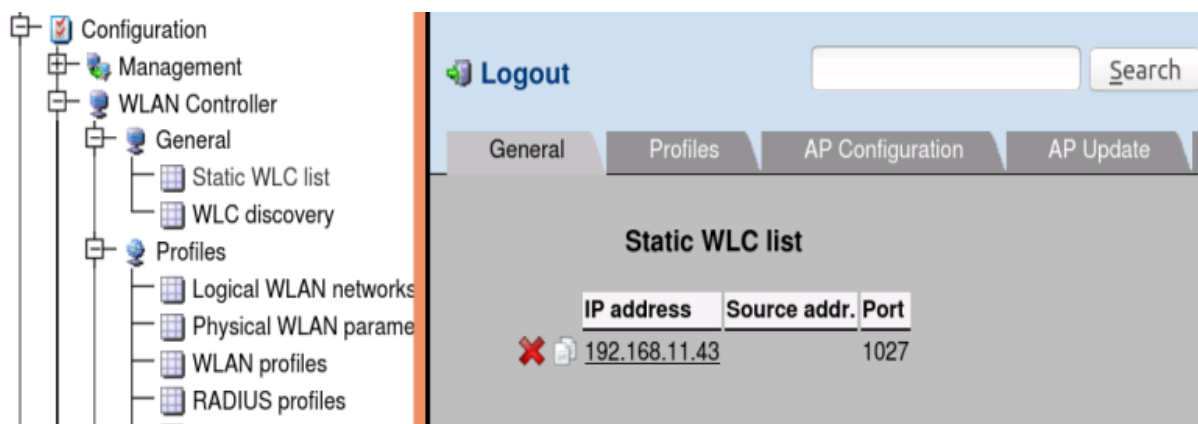 Configuration
Management
WLAN Controller
General
Static WLC list
WLC discovery
Profiles
Logical WLAN networks
Physical WLAN parame
WLAN profiles
RADIUS profiles
Logout
Search
General Profiles AP Configuration AP Update
Static WLC list
IP address Source addr. Port
192.168.11.43 1027